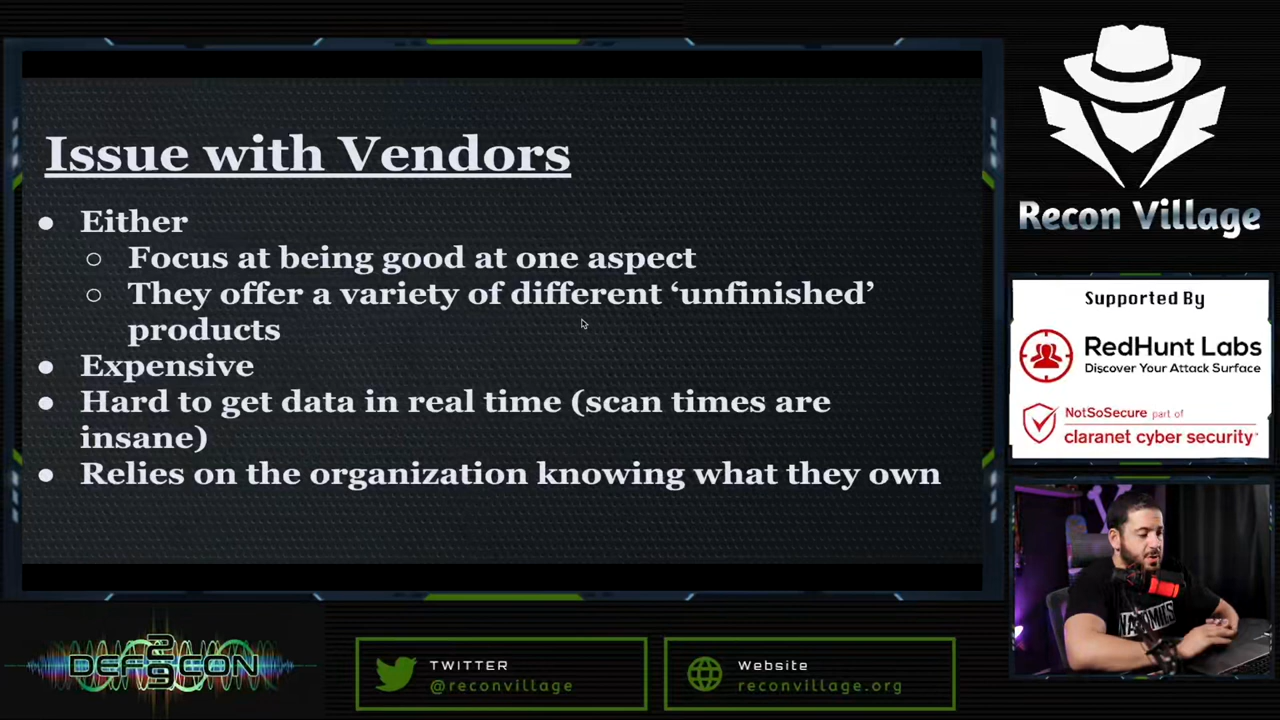 Issue with Vendors
● Either
○ Focus at being good at one aspect
○ They offer a variety of different ‘unfinished’
products
● Expensive
● Hard to get data in real time (scan times are
insane)
● Relies on the organization knowing what they own
Recon Village
Supported By
RedHunt Labs
Discover Your Attack Surface
NotSoSecure part of
claranet cyber security
DEFCON
29
TWITTER
@reconvillage
Website
reconvillage.org